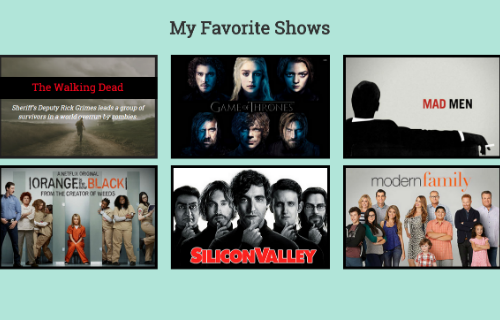 My Favorite Shows
The Walking Dead
Sheriff's Deputy Rick Grimes leads a group of
survivors in a world overrun by zombies.
GAME OF THRONES
MAD MEN
A NETFLIX ORIGINAL
ORANGE IS THE NEW BLACK
FROM THE CREATOR OF WEEDS
SILICON VALLEY
modern family